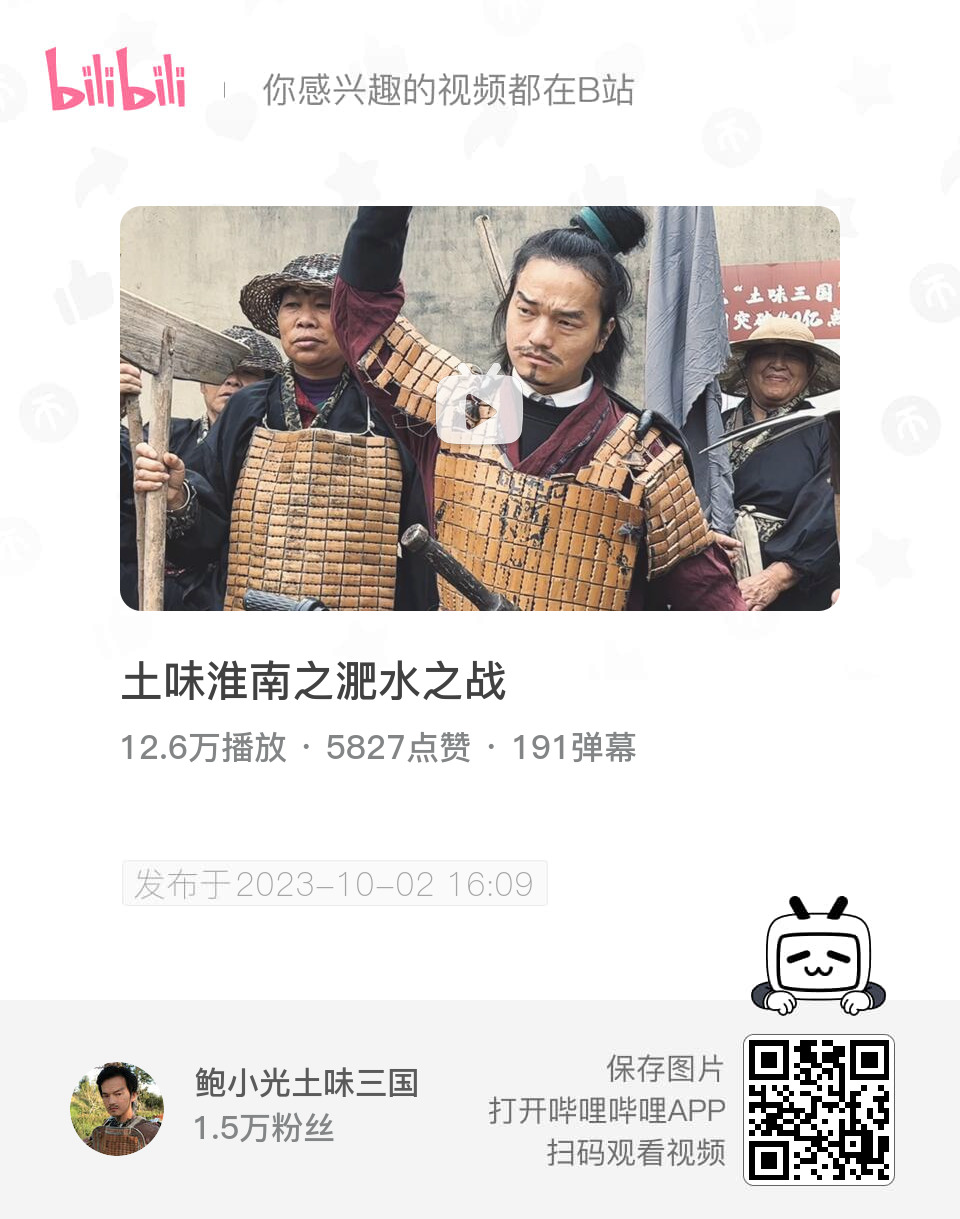 bilibili
你感兴趣的视频都在B站
“土味三国
亿点
土味淮南之淝水之战
12.6万播放 · 5827点赞 · 191弹幕
发布于2023-10-02 16:09
鲍小光土味三国
1.5万粉丝
保存图片
打开哔哩哔哩APP
扫码观看视频